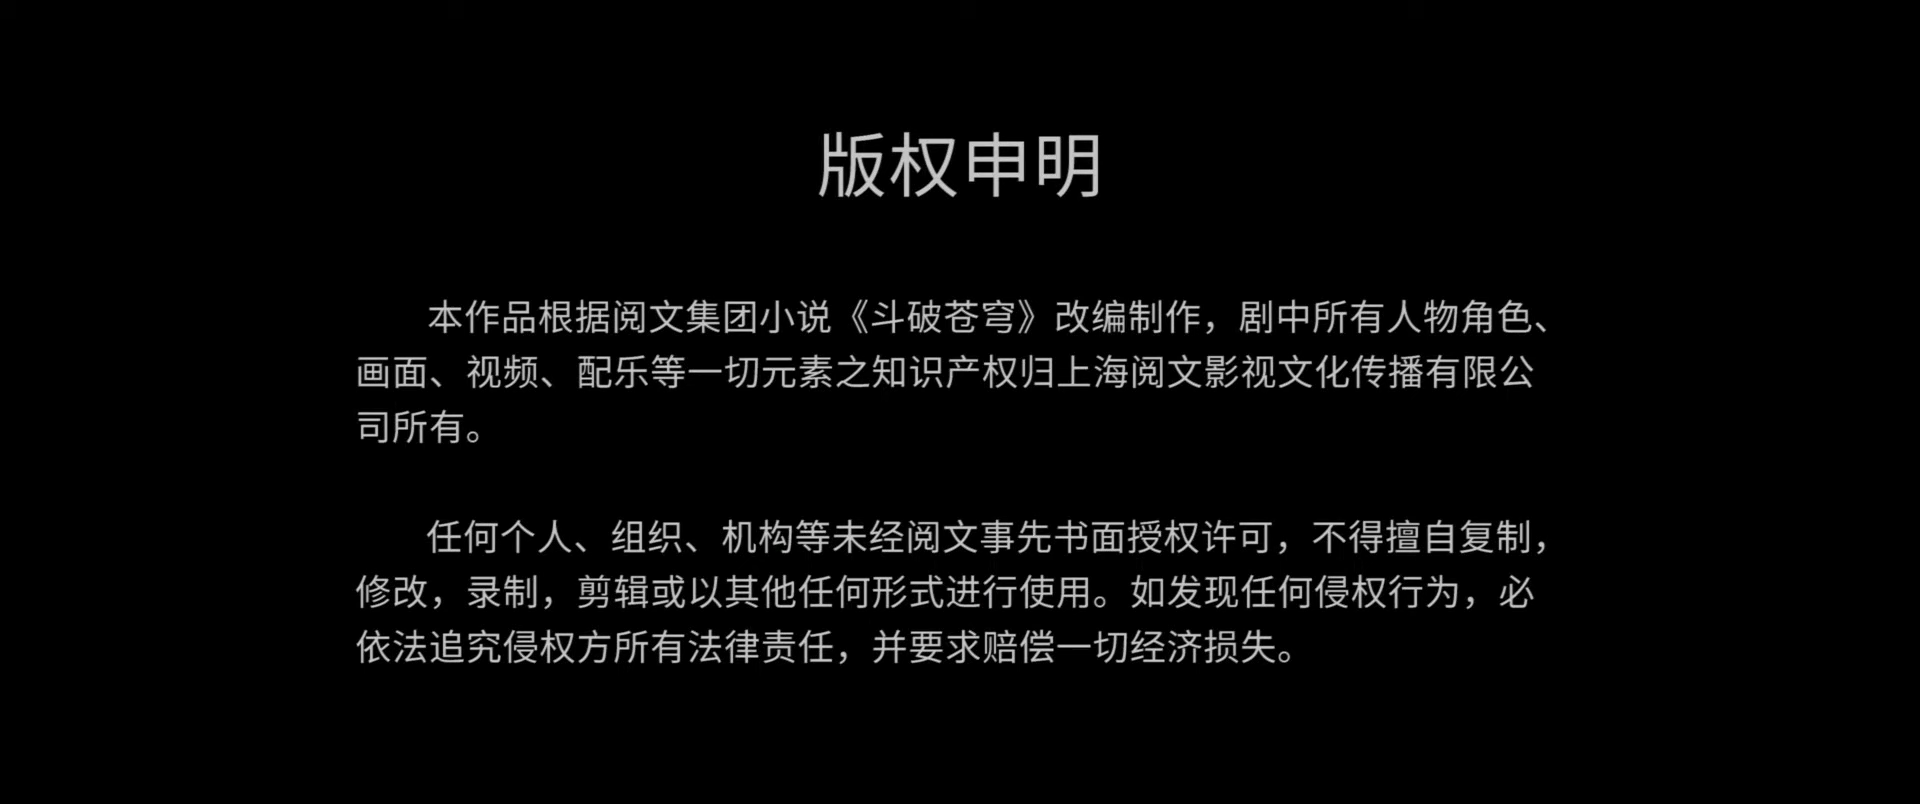 版权申明
本作品根据阅文集团小说《斗破苍穹》改编制作，剧中所有人物角色、
画面、视频、配乐等一切元素之知识产权归上海阅文影视文化传播有限公
司所有。
任何个人、组织、机构等未经阅文事先书面授权许可，不得擅自复制，
修改，录制，剪辑或以其他任何形式进行使用。如发现任何侵权行为，必
依法追究侵权方所有法律责任，并要求赔偿一切经济损失。